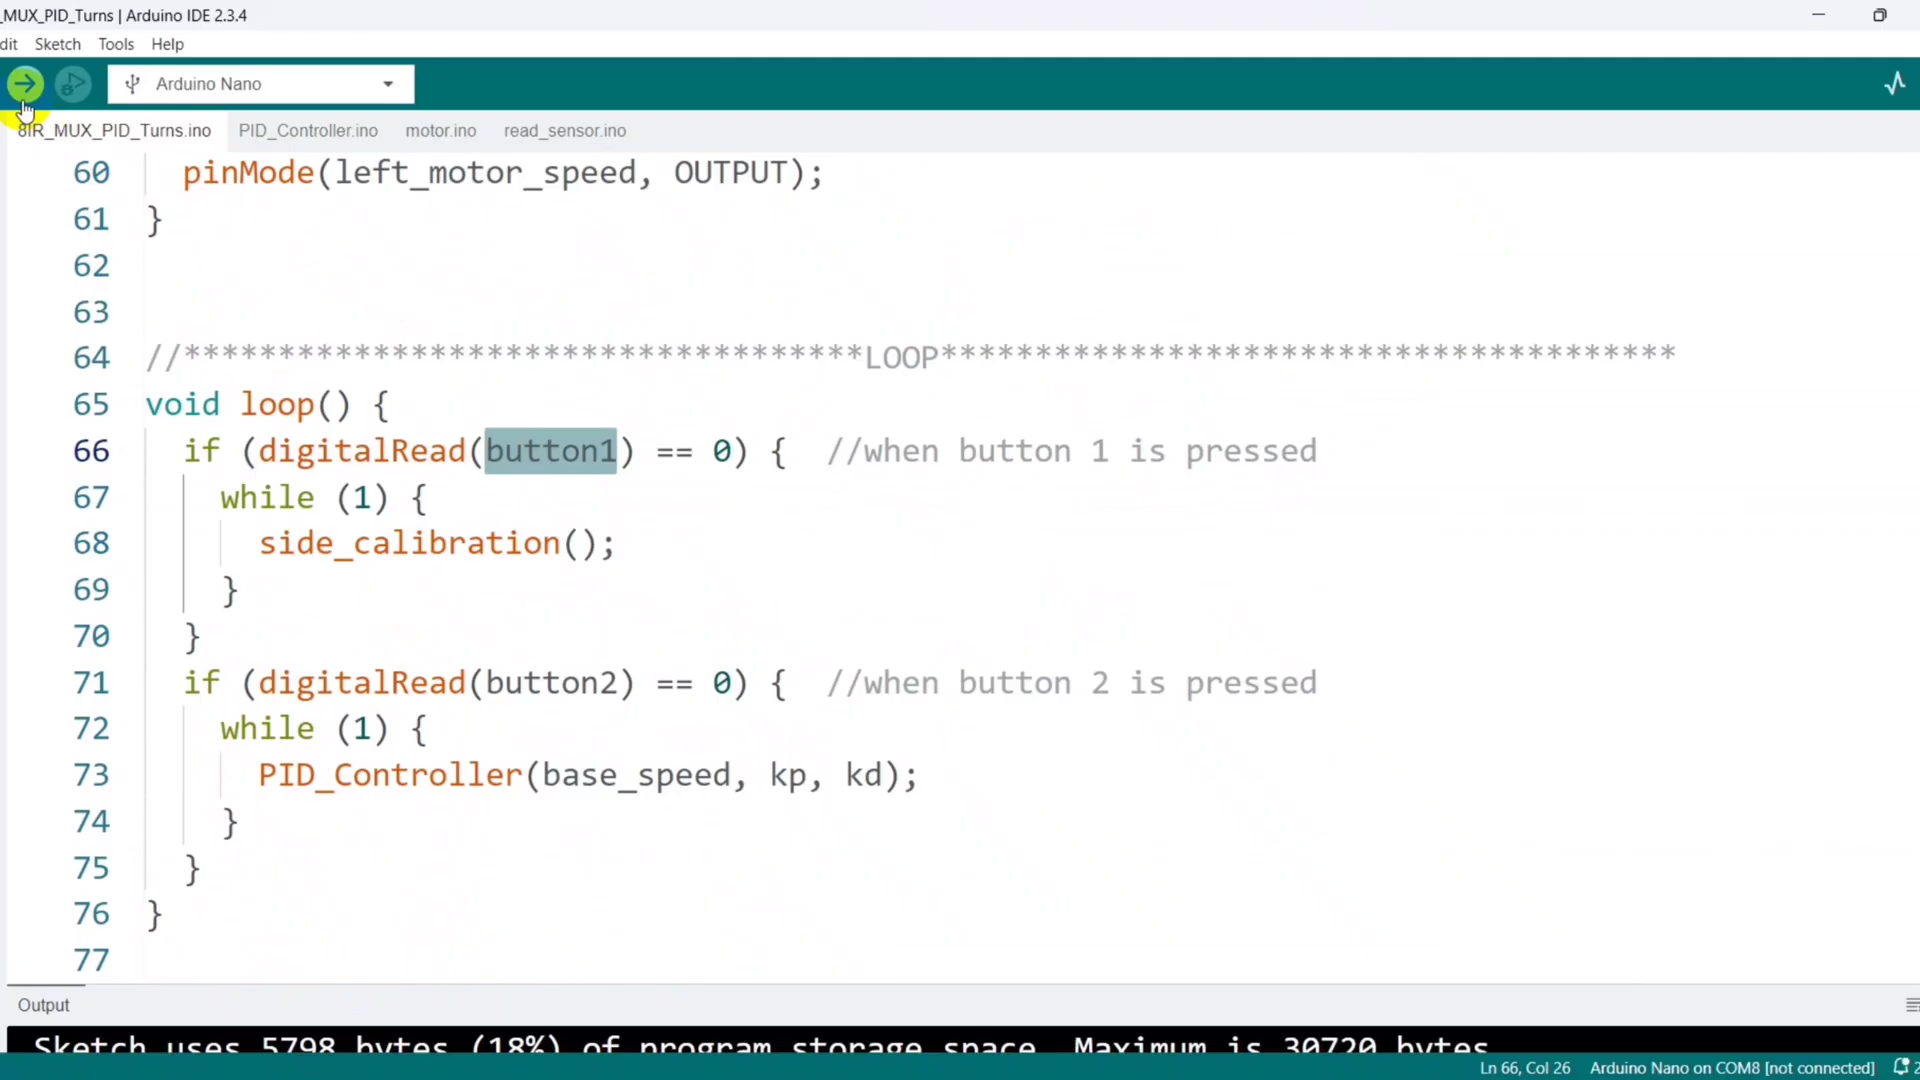 _MUX_PID_Turns | Arduino IDE 2.3.4
dit Sketch Tools Help
Arduino Nano
8IR_MUX_PID_Turns.ino PID_Controller.ino motor.ino read_sensor.ino
60 pinMode(left_motor_speed, OUTPUT);
61 }
62
63
64 //************************************LOOP***************************************
65 void loop() {
66 if (digitalRead(button1) == 0) { //when button 1 is pressed
67 while (1) {
68 side_calibration();
69 }
70 }
71 if (digitalRead(button2) == 0) { //when button 2 is pressed
72 while (1) {
73 PID_Controller(base_speed, kp, kd);
74 }
75 }
76 }
77
Output
Sketch uses 5798 bytes (18%) of program storage space. Maximum is 30720 bytes
Ln 66, Col 26 Arduino Nano on COM8 [not connected] 2